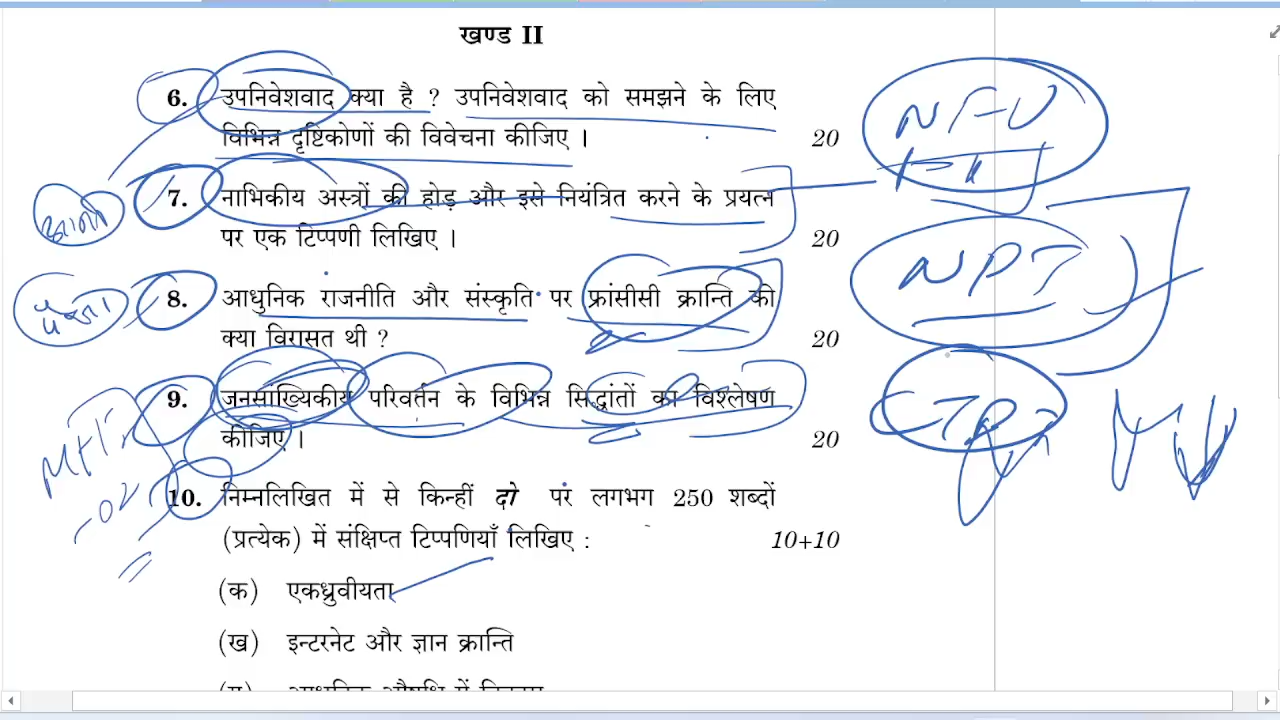 खण्ड II
6. उपनिवेशवाद क्या है ? उपनिवेशवाद को समझने के लिए
विभिन्न दृष्टिकोणों की विवेचना कीजिए । 20
NFU
7. नाभिकीय अस्त्रों की होड़ और इसे नियंत्रित करने के प्रयत्न
पर एक टिप्पणी लिखिए । 20
NPT
8. आधुनिक राजनीति और संस्कृति पर फ्रांसीसी क्रान्ति की
क्या विरासत थी ? 20
9. जनसांख्यिकीय परिवर्तन के विभिन्न सिद्धांतों का विश्लेषण
कीजिए । 20
10. निम्नलिखित में से किन्हीं दो पर लगभग 250 शब्दों
(प्रत्येक) में संक्षिप्त टिप्पणियाँ लिखिए : 10+10
(क) एकध्रुवीयता
(ख) इन्टरनेट और ज्ञान क्रान्ति